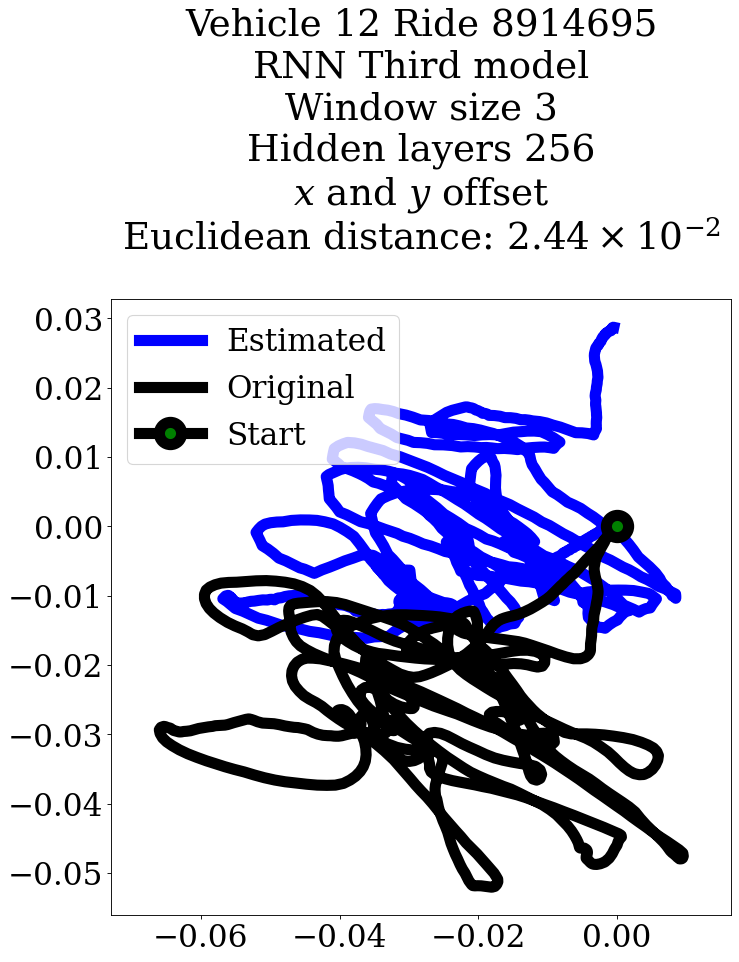 Vehicle 12 Ride 8914695
RNN Third model
Window size 3
Hidden layers 256
x and y offset
Euclidean distance: 2.44 × 10⁻²
0.03
0.02
0.01
0.00
−0.01
−0.02
−0.03
−0.04
−0.05
Estimated
Original
Start
−0.06
−0.04
−0.02
0.00